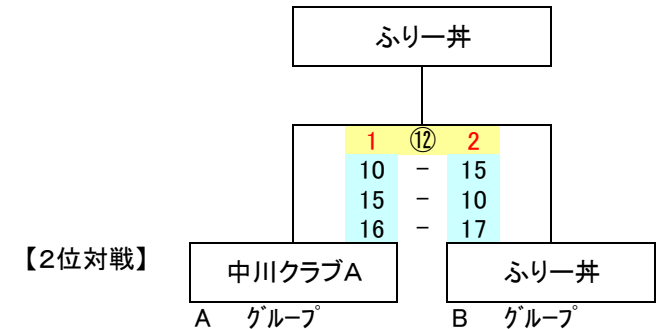 ふりー丼
1 ⑫ 2
10 － 15
15 － 10
16 － 17
【2位対戦】 中川クラブA ふりー丼
A ｸﾞﾙｰﾌﾟ B ｸﾞﾙｰﾌﾟ